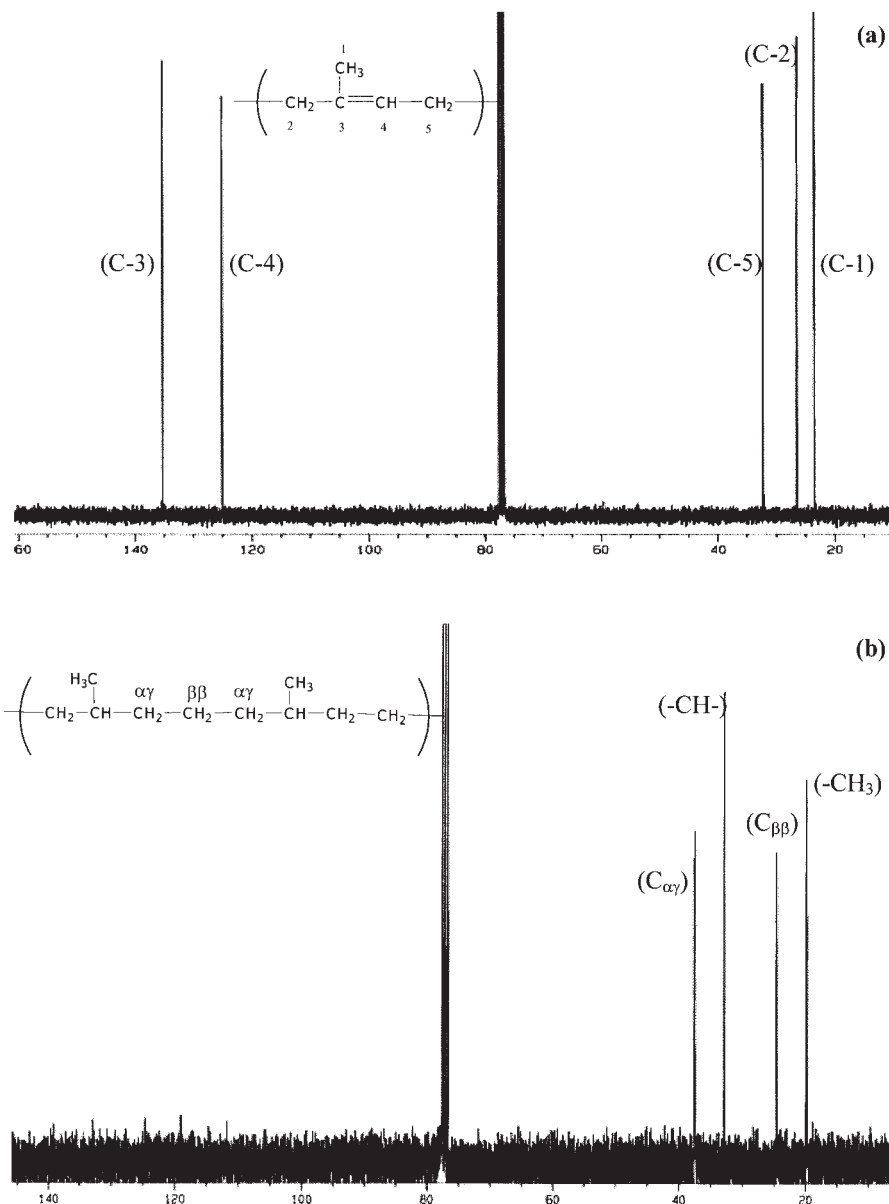 (a)
1
CH3
(C-2)
CH2 C CH CH2
2 3 4 5
(C-3) (C-4) (C-5) (C-1)
60 140 120 100 80 60 40 20
(b)
H3C αγ ββ αγ CH3
CH2 CH CH2 CH2 CH2 CH CH2 CH2
(-CH-)
(-CH3)
(Cββ)
(Cαγ)
140 120 100 80 60 40 20